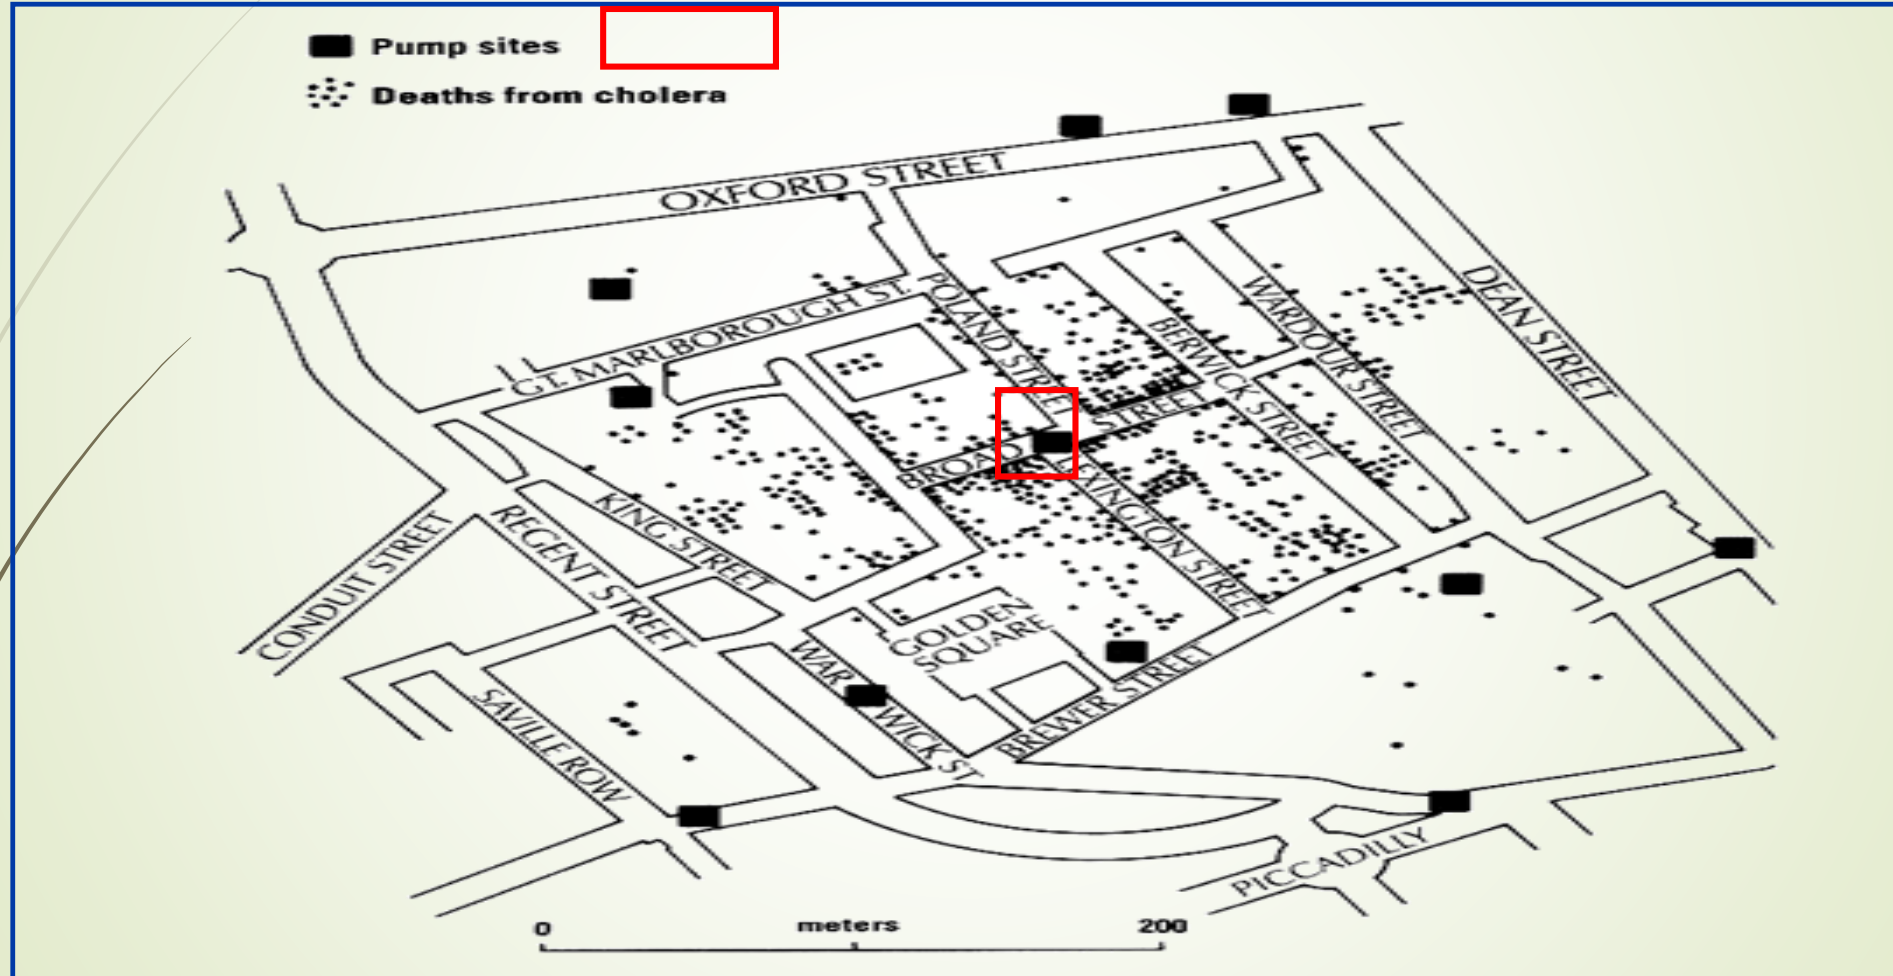 Pump sites
Deaths from cholera
OXFORD STREET
GT. MARLBOROUGH ST.
POLAND STREET
BERWICK STREET
WARDOUR STREET
DEAN STREET
BROAD STREET
LEXINGTON STREET
KING STREET
REGENT STREET
CONDUIT STREET
GOLDEN
SQUARE
WARWICK ST
BREWER STREET
SAVILLE ROW
PICCADILLY
0 meters 200